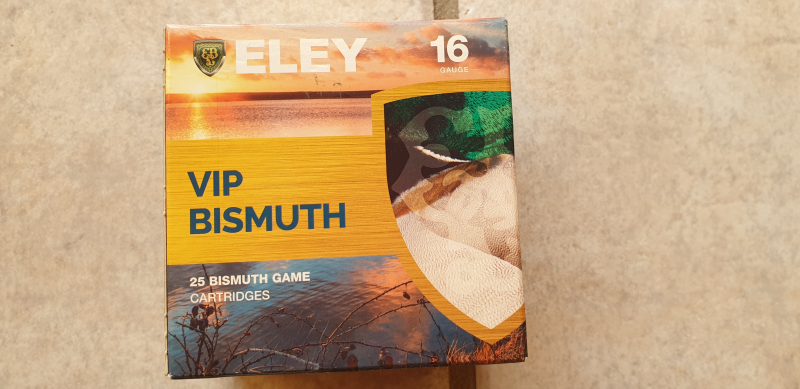 ELEY
16
GAUGE
VIP
BISMUTH
25 BISMUTH GAME
CARTRIDGES